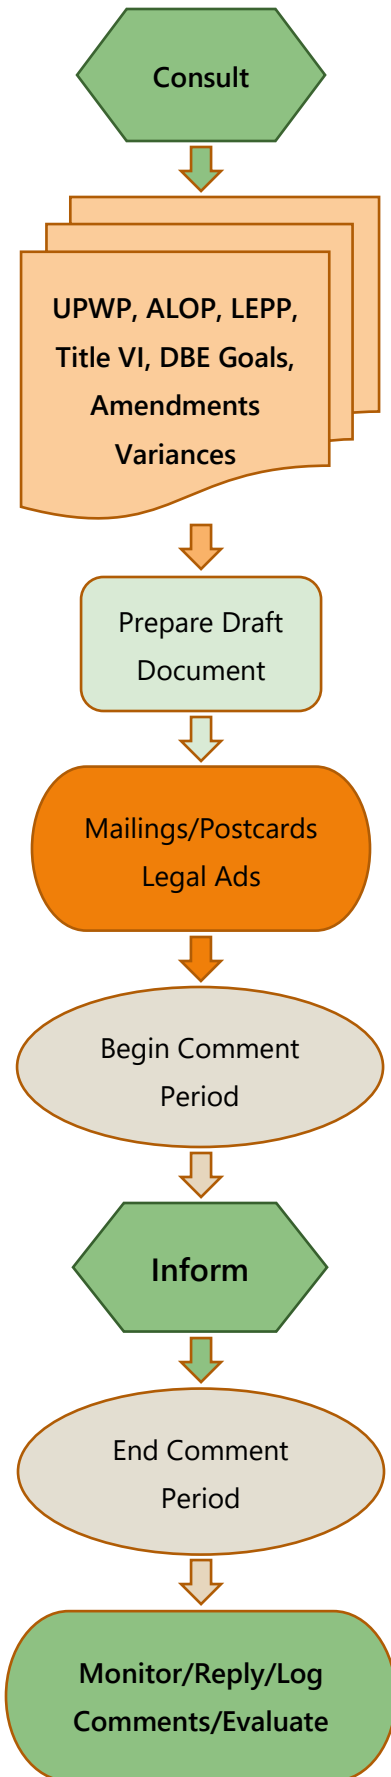 Consult
UPWP, ALOP, LEPP,
Title VI, DBE Goals,
Amendments
Variances
Prepare Draft
Document
Mailings/Postcards
Legal Ads
Begin Comment
Period
Inform
End Comment
Period
Monitor/Reply/Log
Comments/Evaluate